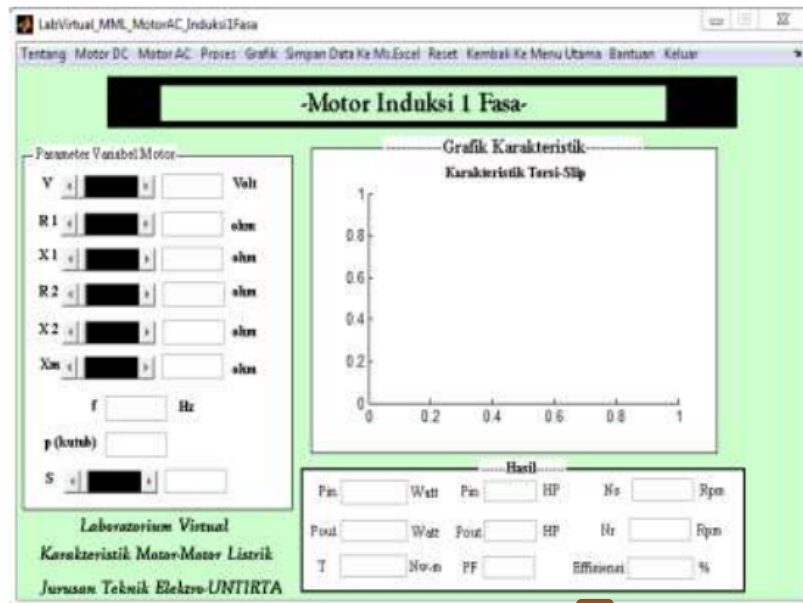 LabVirtual_MML_MotorAC_Induksi1Fasa
Tentang Motor DC Motor AC Proses Grafik Simpan Data Ke Ms.Excel Reset Kembali Ke Menu Utama Bantuan Keluar
-Motor Induksi 1 Fasa-
Parameter Variabel Motor
V Volt
R1 ohm
X1 ohm
R2 ohm
X2 ohm
Xm ohm
f Hz
p (kutub)
S
Laboratorium Virtual
Karakteristik Motor-Motor Listrik
Jurusan Teknik Elektro-UNTIRTA
Grafik Karakteristik
Karakteristik Torsi-Slip
1
0.8
0.6
0.4
0.2
0
0 0.2 0.4 0.6 0.8 1
Hasil
Pin Watt Pin HP Ns Rpm
Pout Watt Pout HP Nr Rpm
T Nw.m PF Effisiensi %